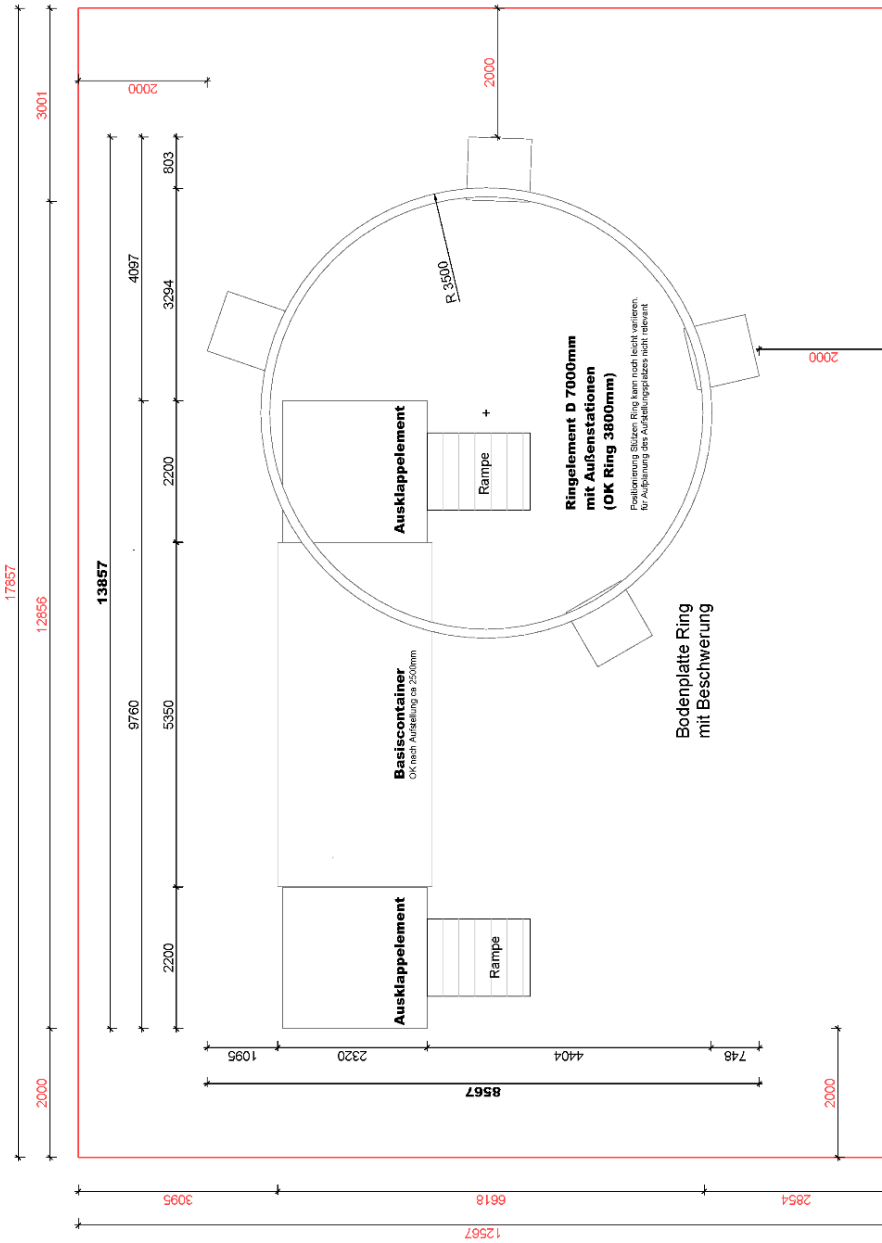 17857
3001
12856
2000
13857
4097
9760
803
3294
2200
5350
2200
2000
2000
2000
2000
R 3500
Ausklappelement
Rampe
Ringelement D 7000mm
mit Außenstationen
(OK Ring 3800mm)
Positionierung Stützen Ring kann noch leicht variieren.
für Aufplanung des Aufstellungsplatzes nicht relevant
Basiscontainer
OK nach Aufstellung ca 2500mm
Bodenplatte Ring
mit Beschwerung
Ausklappelement
Rampe
1095
2320
4404
748
8567
3095
6618
2854
12567